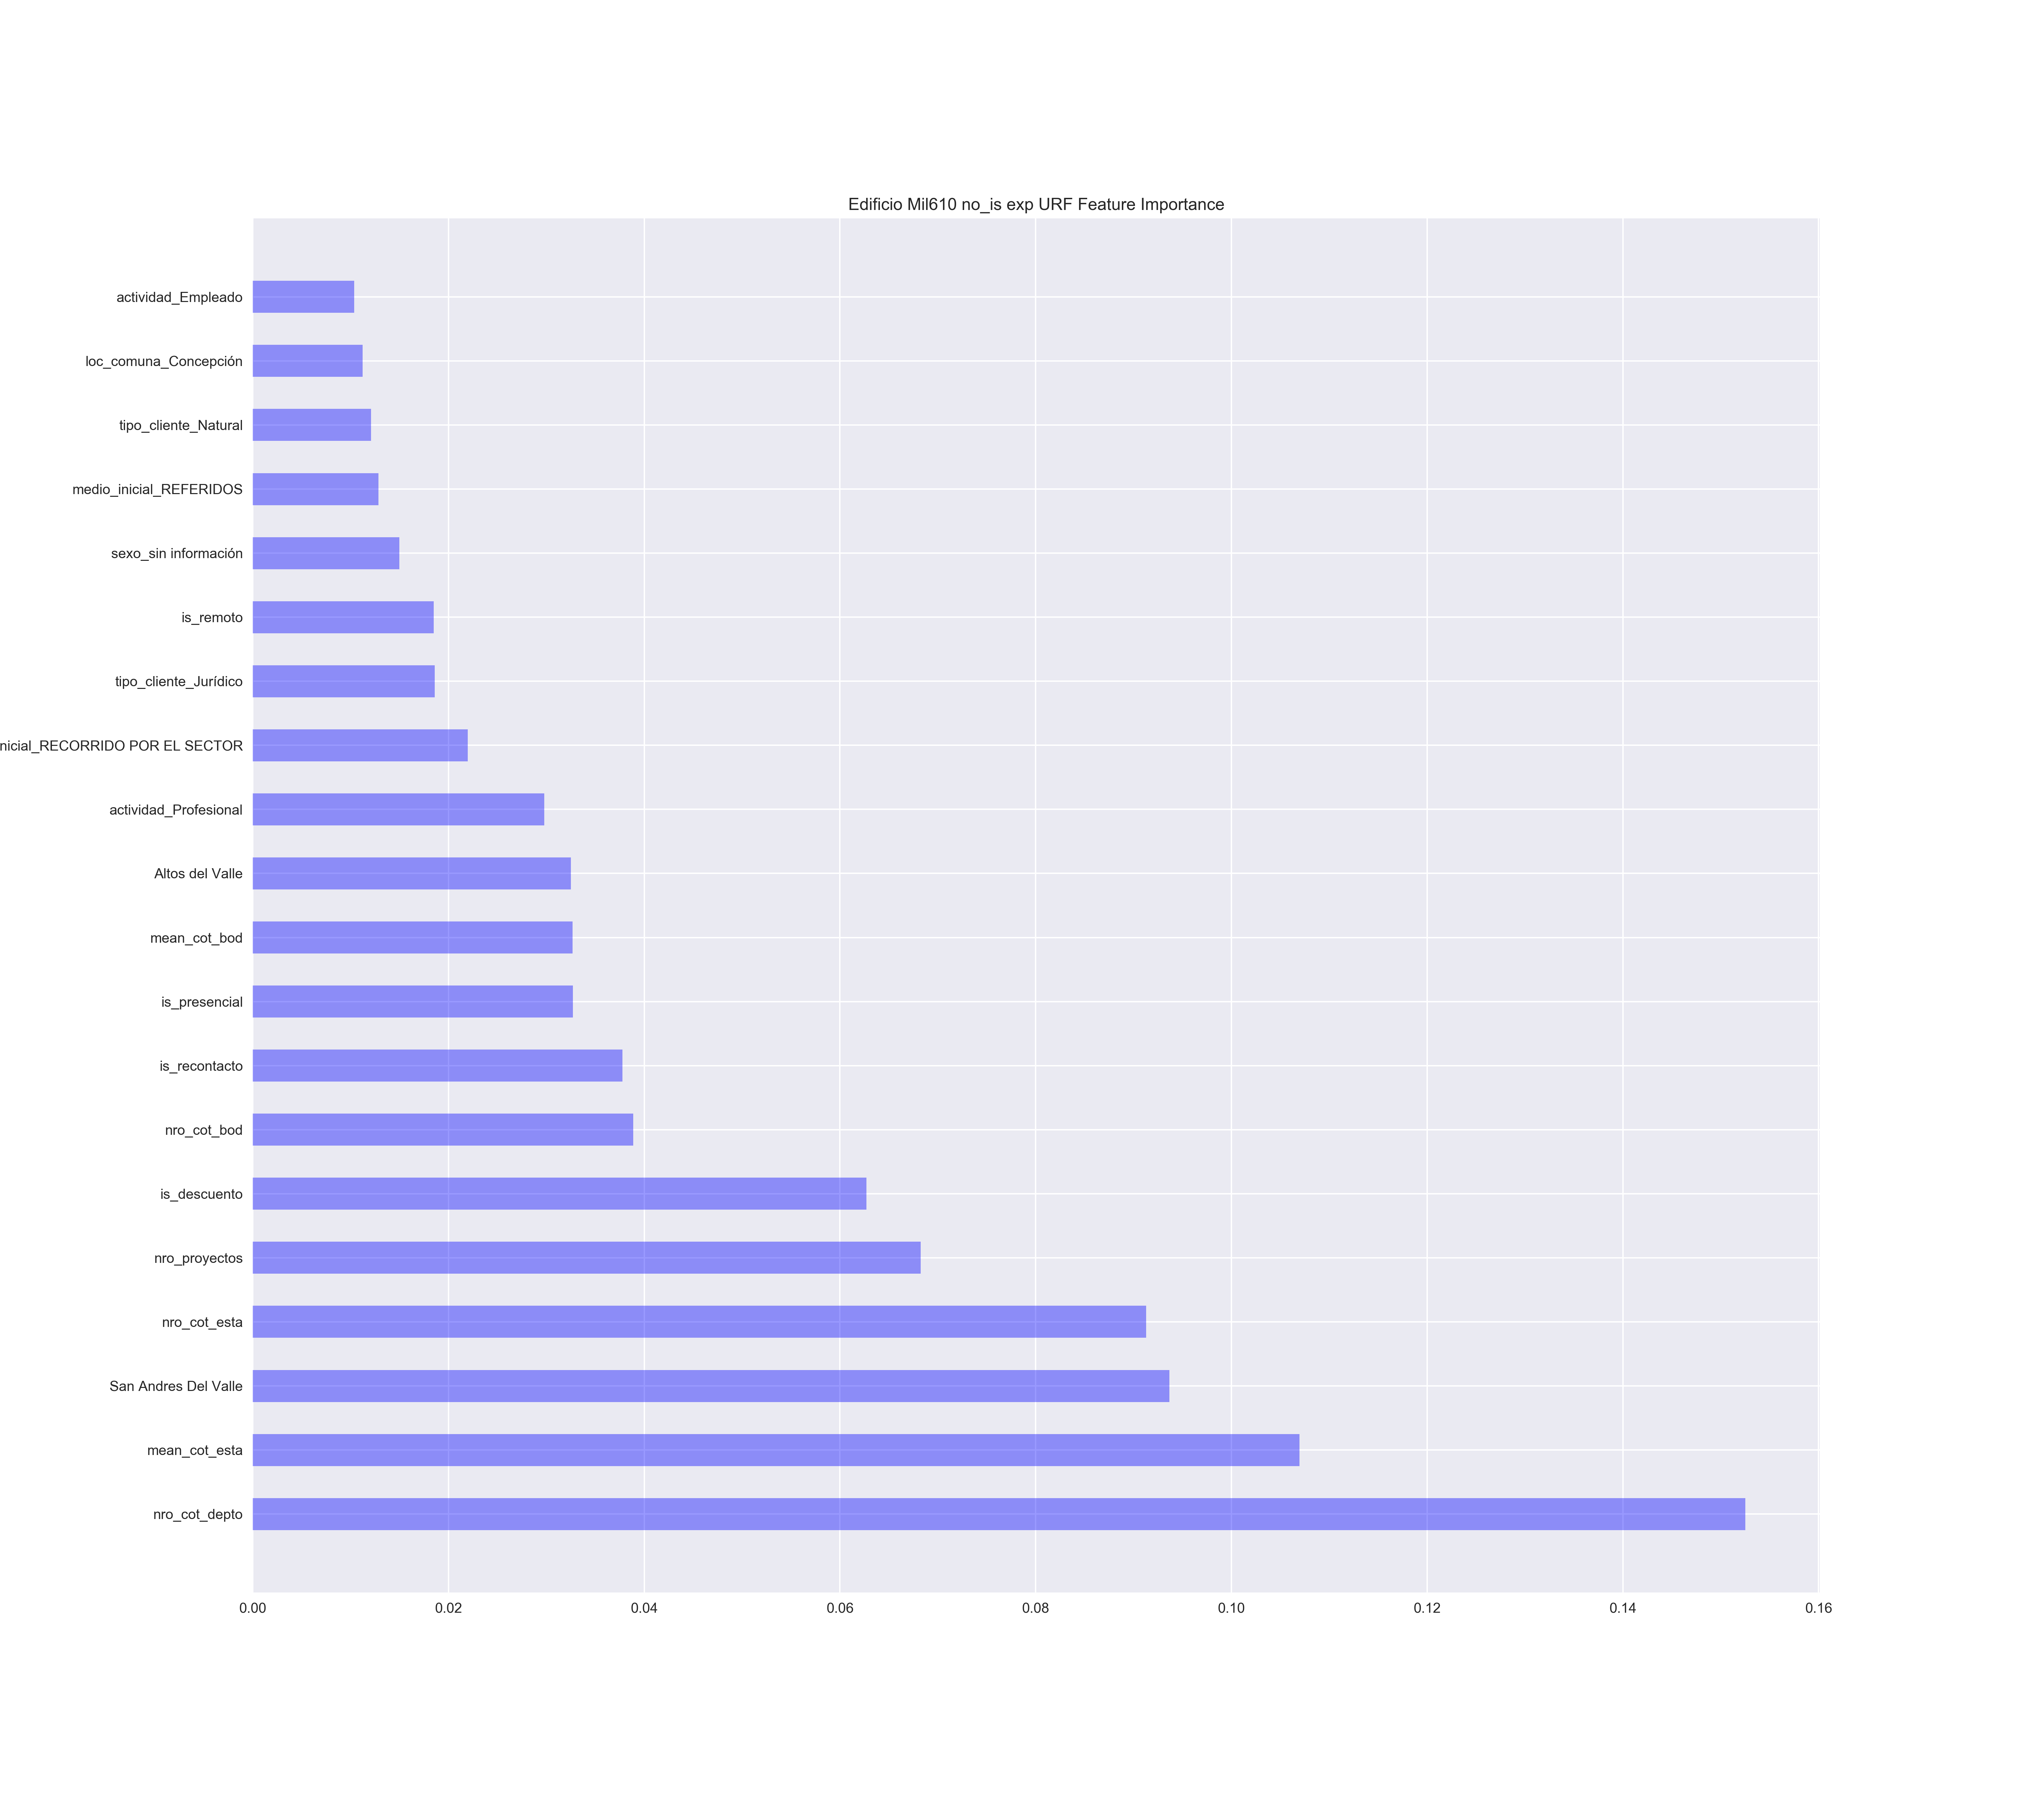 Edificio Mil610 no_is exp URF Feature Importance
actividad_Empleado
loc_comuna_Concepción
tipo_cliente_Natural
medio_inicial_REFERIDOS
sexo_sin información
is_remoto
tipo_cliente_Jurídico
nicial_RECORRIDO POR EL SECTOR
actividad_Profesional
Altos del Valle
mean_cot_bod
is_presencial
is_recontacto
nro_cot_bod
is_descuento
nro_proyectos
nro_cot_esta
San Andres Del Valle
mean_cot_esta
nro_cot_depto
0.00 0.02 0.04 0.06 0.08 0.10 0.12 0.14 0.16